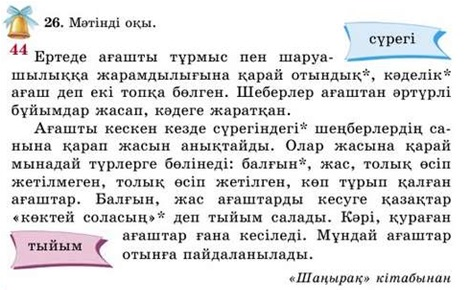 26. Мәтінді оқы.
сүрегі
44
Ертеде ағашты тұрмыс пен шаруа-
шылыққа жарамдылығына қарай отындық*, кәделік*
ағаш деп екі топқа бөлген. Шеберлер ағаштан әртүрлі
бұйымдар жасап, кәдеге жаратқан.
Ағашты кескен кезде сүрегіндегі* шеңберлердің са-
нына қарап жасын анықтайды. Олар жасына қарай
мынадай түрлерге бөлінеді: балғын*, жас, толық өсіп
жетілмеген, толық өсіп жетілген, көп тұрып қалған
ағаштар. Балғын, жас ағаштарды кесуге қазақтар
«көктей соласың»* деп тыйым салады. Кәрі, қураған
ағаштар ғана кесіледі. Мұндай ағаштар
тыйым
отынға пайдаланылады.
«Шаңырақ» кітабынан